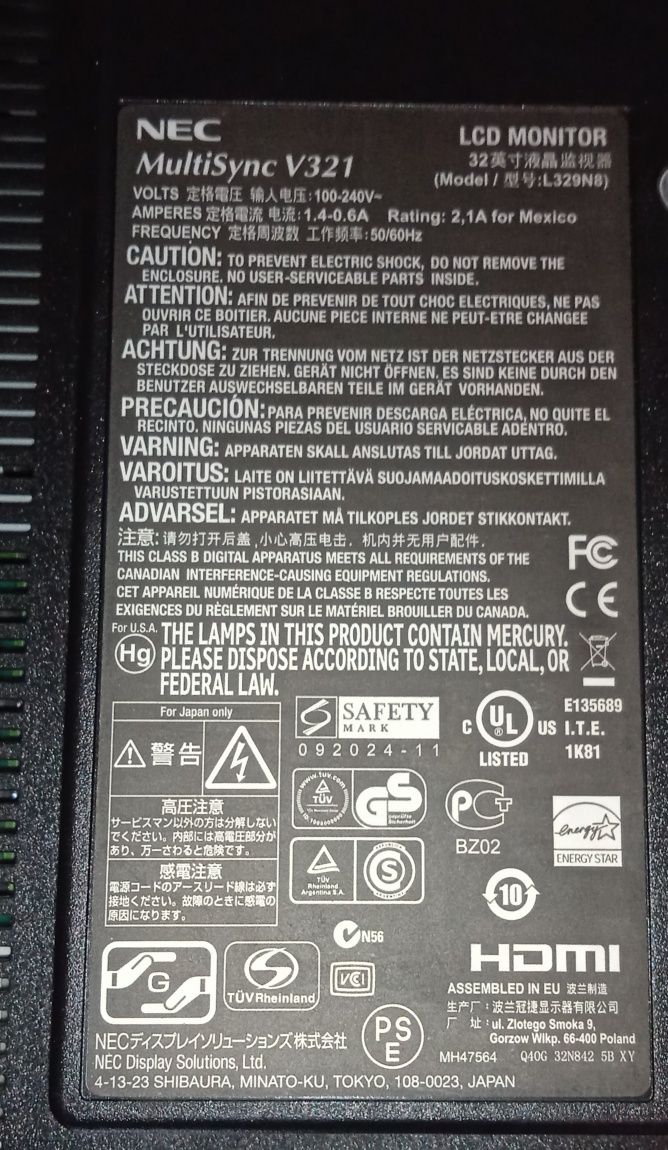 NEC
LCD MONITOR
MultiSync V321
32英寸液晶监视器
(Model / 型号:L329N8)
VOLTS 定格電圧 输入电压:100-240V~
AMPERES 定格電流 电流:1.4-0.6A Rating: 2,1A for Mexico
FREQUENCY 定格周波数 工作频率:50/60Hz
CAUTION: TO PREVENT ELECTRIC SHOCK, DO NOT REMOVE THE
ENCLOSURE. NO USER-SERVICEABLE PARTS INSIDE.
ATTENTION: AFIN DE PREVENIR DE TOUT CHOC ELECTRIQUES, NE PAS
OUVRIR CE BOITIER. AUCUNE PIECE INTERNE NE PEUT-ETRE CHANGEE
PAR L'UTILISATEUR.
ACHTUNG: ZUR TRENNUNG VOM NETZ IST DER NETZSTECKER AUS DER
STECKDOSE ZU ZIEHEN. GERÄT NICHT ÖFFNEN, ES SIND KEINE DURCH DEN
BENUTZER AUSWECHSELBAREN TEILE IM GERÄT VORHANDEN.
PRECAUCIÓN: PARA PREVENIR DESCARGA ELÉCTRICA, NO QUITE EL
RECINTO. NINGUNAS PIEZAS DEL USUARIO SERVICABLE ADENTRO.
VARNING: APPARATEN SKALL ANSLUTAS TILL JORDAT UTTAG.
VAROITUS: LAITE ON LIITETTÄVÄ SUOJAMAADOITUSKOSKETTIMILLA
VARUSTETTUUN PISTORASIAAN.
ADVARSEL: APPARATET MÅ TILKOPLES JORDET STIKKONTAKT.
注意: 请勿打开后盖,小心高压电击. 机内并无用户配件.
THIS CLASS B DIGITAL APPARATUS MEETS ALL REQUIREMENTS OF THE
CANADIAN INTERFERENCE-CAUSING EQUIPMENT REGULATIONS.
CET APPAREIL NUMÉRIQUE DE LA CLASSE B RESPECTE TOUTES LES
EXIGENCES DU RÈGLEMENT SUR LE MATÉRIEL BROUILLER DU CANADA.
FC
CE
For U.S.A.
Hg
THE LAMPS IN THIS PRODUCT CONTAIN MERCURY.
PLEASE DISPOSE ACCORDING TO STATE, LOCAL, OR
FEDERAL LAW.
For Japan only
警告
高圧注意
サービスマン以外の方は分解しない
でください。内部には高電圧部分が
あり、万一さわると危険です。
感電注意
電源コードのアースリード線は必ず
接地ください。故障のときに感電の
原因になります。
S SAFETY
MARK
092024-11
C UL US
LISTED
E135689
I.T.E.
1K81
www.tuv.com
TÜV
GS
geprüfte
Sicherheit
PCT
BZ02
energy
ENERGY STAR
TÜV
Rheinland
Argentina S.A.
S
10
N56
HDMI
G
TÜVRheinland
VCI
ASSEMBLED IN EU 波兰制造
生产厂:波兰冠捷显示器有限公司
厂 址:ul. Zlotego Smoka 9,
Gorzow Wlkp. 66-400 Poland
PSE
MH47564 Q40G 32N842 5B XY
NECディスプレイソリューションズ株式会社
NEC Display Solutions, Ltd.
4-13-23 SHIBAURA, MINATO-KU, TOKYO, 108-0023, JAPAN